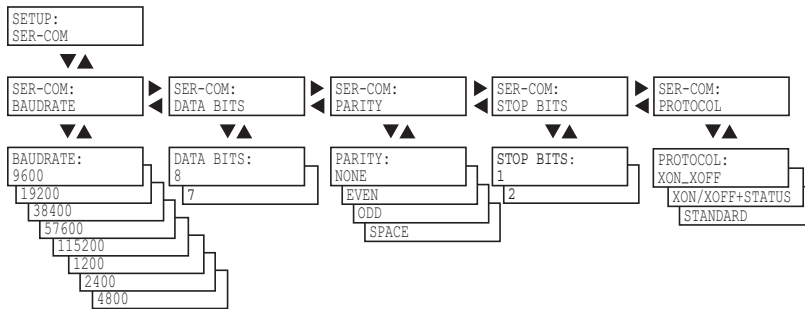 SETUP:
SER-COM
SER-COM:
BAUDRATE
SER-COM:
DATA BITS
SER-COM:
PARITY
SER-COM:
STOP BITS
SER-COM:
PROTOCOL
BAUDRATE:
9600
19200
38400
57600
115200
1200
2400
4800
DATA BITS:
8
7
PARITY:
NONE
EVEN
ODD
SPACE
STOP BITS:
1
2
PROTOCOL:
XON_XOFF
XON/XOFF+STATUS
STANDARD